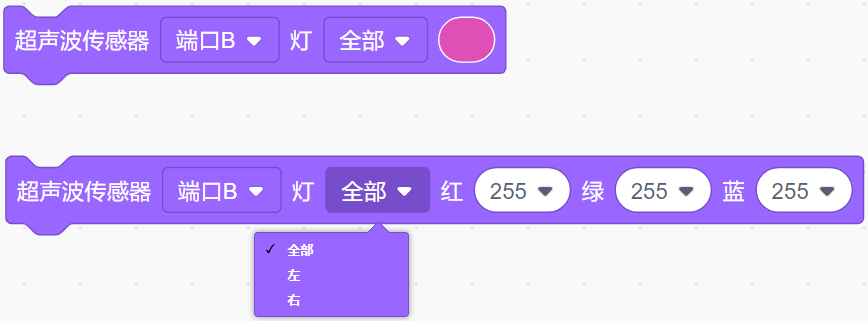 超声波传感器 端口B 灯 全部
超声波传感器 端口B 灯 全部 红 255 绿 255 蓝 255
✓ 全部
左
右